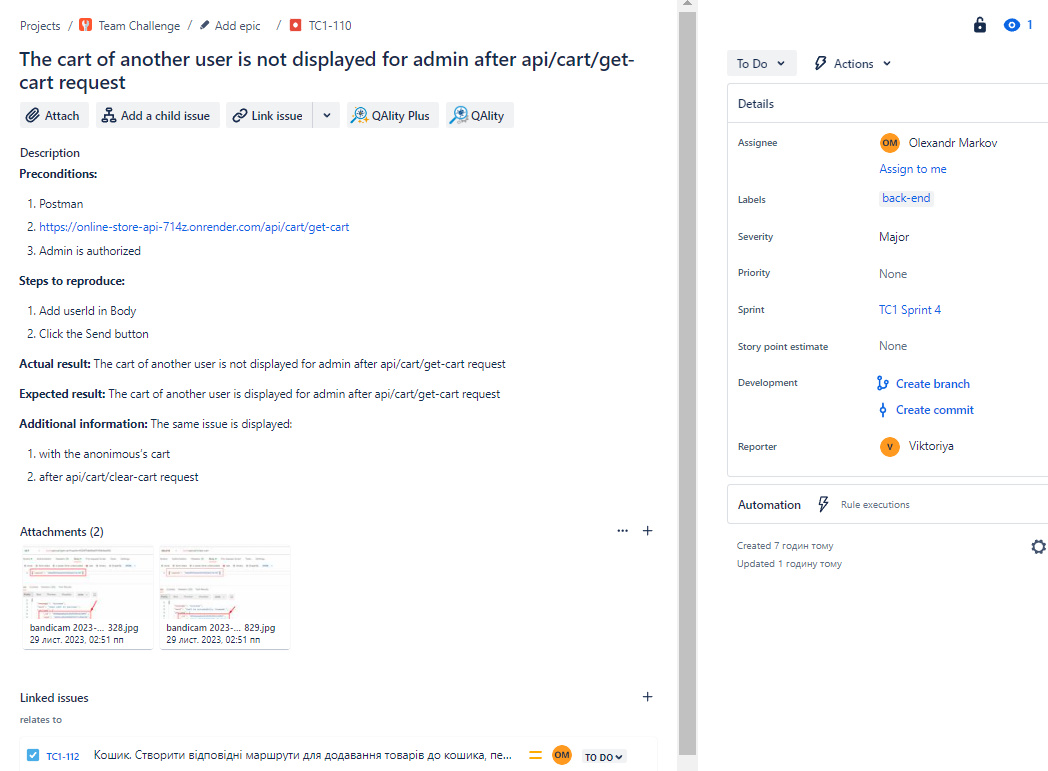 Projects / Team Challenge / Add epic / TC1-110
1
The cart of another user is not displayed for admin after api/cart/get-
cart request
Attach Add a child issue Link issue QAlity Plus QAlity
Description
Preconditions:
1. Postman
2. https://online-store-api-714z.onrender.com/api/cart/get-cart
3. Admin is authorized
Steps to reproduce:
1. Add userId in Body
2. Click the Send button
Actual result: The cart of another user is not displayed for admin after api/cart/get-cart request
Expected result: The cart of another user is displayed for admin after api/cart/get-cart request
Additional information: The same issue is displayed:
1. with the anonimous's cart
2. after api/cart/clear-cart request
Attachments (2)
bandicam 2023-... 328.jpg
29 лист. 2023, 02:51 пп
bandicam 2023-... 829.jpg
29 лист. 2023, 02:51 пп
Linked issues
relates to
TC1-112 Кошик. Створити відповідні маршрути для додавання товарів до кошика, пе... OM TO DO
To Do Actions
Details
Assignee OM Olexandr Markov
Assign to me
Labels back-end
Severity Major
Priority None
Sprint TC1 Sprint 4
Story point estimate None
Development Create branch
Create commit
Reporter V Viktoriya
Automation Rule executions
Created 7 годин тому
Updated 1 годину тому